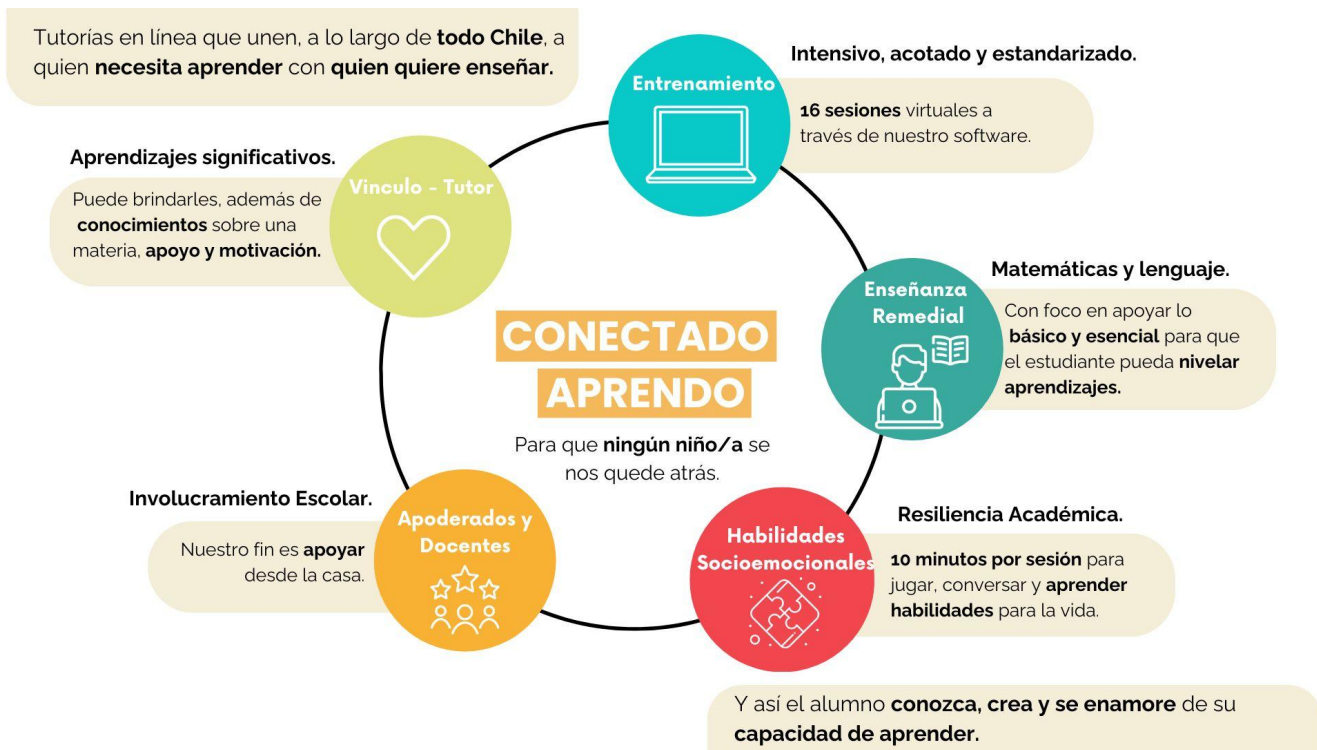 Tutorías en línea que unen, a lo largo de todo Chile, a
quien necesita aprender con quien quiere enseñar.
Entrenamiento
Intensivo, acotado y estandarizado.
16 sesiones virtuales a
través de nuestro software.
Aprendizajes significativos.
Puede brindarles, además de
conocimientos sobre una
materia, apoyo y motivación.
Vinculo - Tutor
Enseñanza
Remedial
Matemáticas y lenguaje.
Con foco en apoyar lo
básico y esencial para que
el estudiante pueda nivelar
aprendizajes.
CONECTADO
APRENDO
Para que ningún niño/a se
nos quede atrás.
Involucramiento Escolar.
Nuestro fin es apoyar
desde la casa.
Apoderados y
Docentes
Habilidades
Socioemocionales
Resiliencia Académica.
10 minutos por sesión para
jugar, conversar y aprender
habilidades para la vida.
Y así el alumno conozca, crea y se enamore de su
capacidad de aprender.